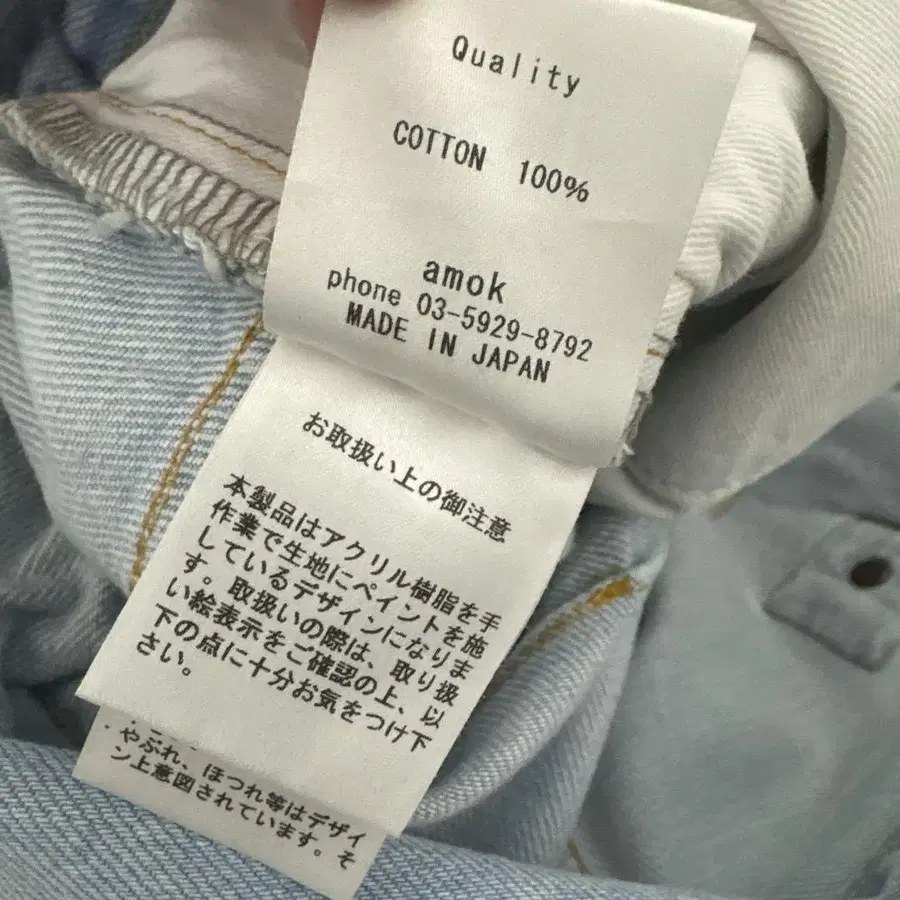 Quality
COTTON 100%
amok
phone 03-5929-8792
MADE IN JAPAN
お取扱い上の御注意
本製品はアクリル樹脂を手
作業で生地にペイントを施
しているデザインになりま
す。取扱いの際は、取り扱
い絵表示をご確認の上、以
下の点に十分お気をつけ下
さい。
やぶれ、ほつれ等はデザイ
ン上意図されています。そ